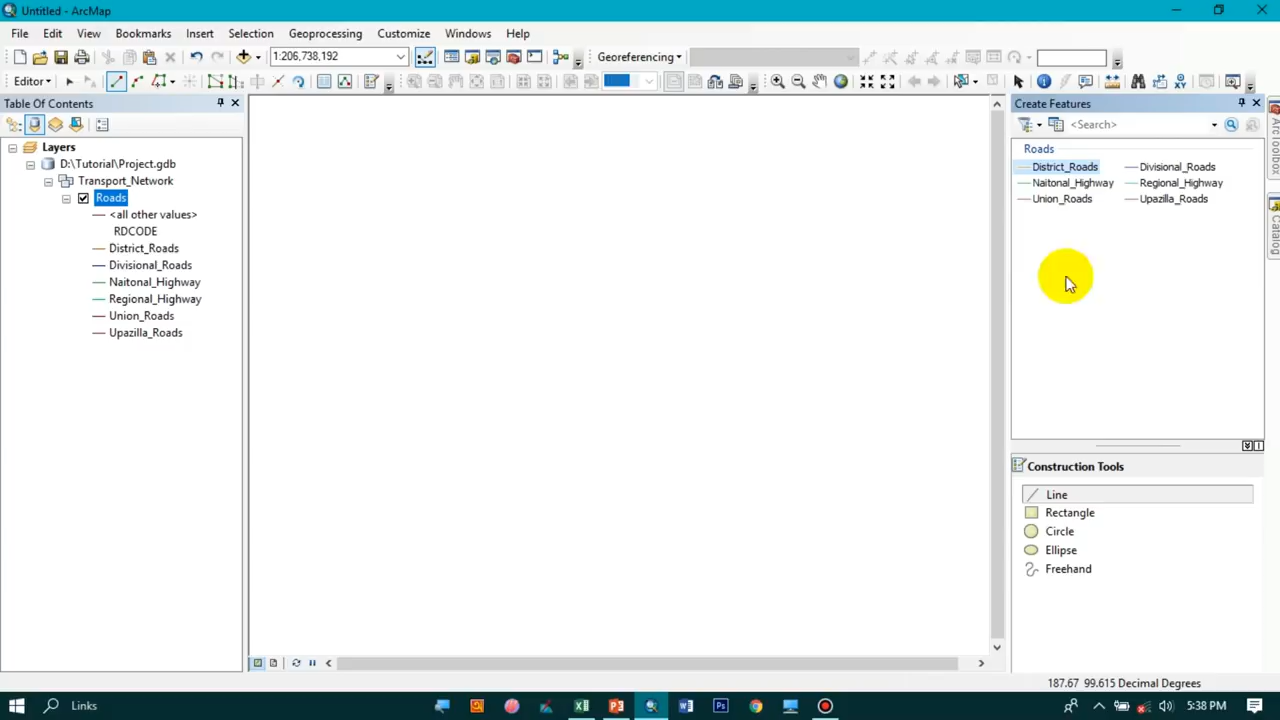 Untitled - ArcMap
File Edit View Bookmarks Insert Selection Geoprocessing Customize Windows Help
1:206,738,192
Georeferencing
Editor
Table Of Contents
Layers
D:\Tutorial\Project.gdb
Transport_Network
Roads
<all other values>
RDCODE
District_Roads
Divisional_Roads
Naitonal_Highway
Regional_Highway
Union_Roads
Upazilla_Roads
Create Features
<Search>
Roads
District_Roads Divisional_Roads
Naitonal_Highway Regional_Highway
Union_Roads Upazilla_Roads
Construction Tools
Line
Rectangle
Circle
Ellipse
Freehand
ArcToolbox
Catalog
187.67 99.615 Decimal Degrees
Links
5:38 PM